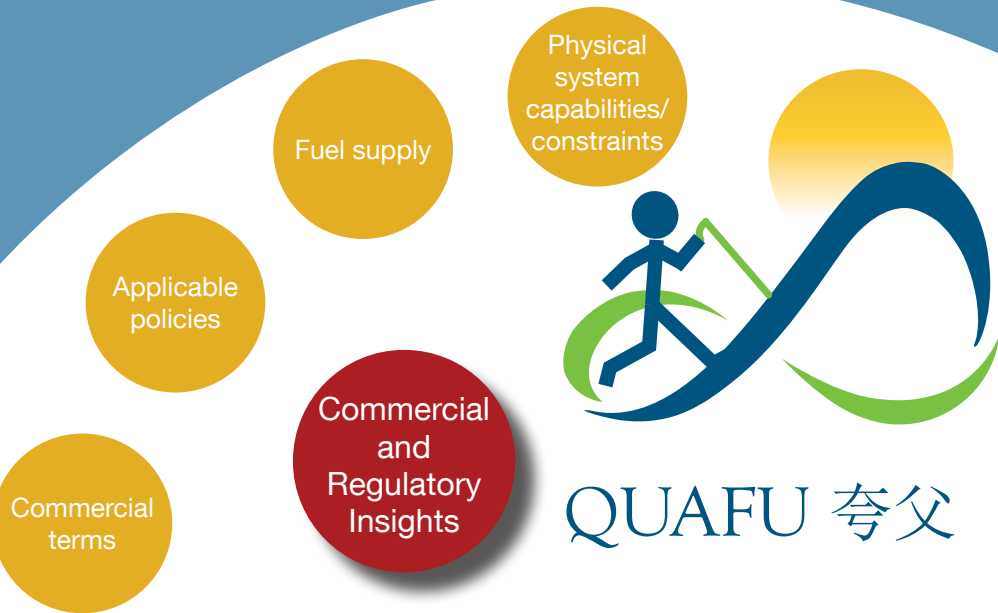 Physical
system
capabilities/
constraints
Fuel supply
Applicable
policies
Commercial
and
Regulatory
Insights
Commercial
terms
QUAFU 夸父